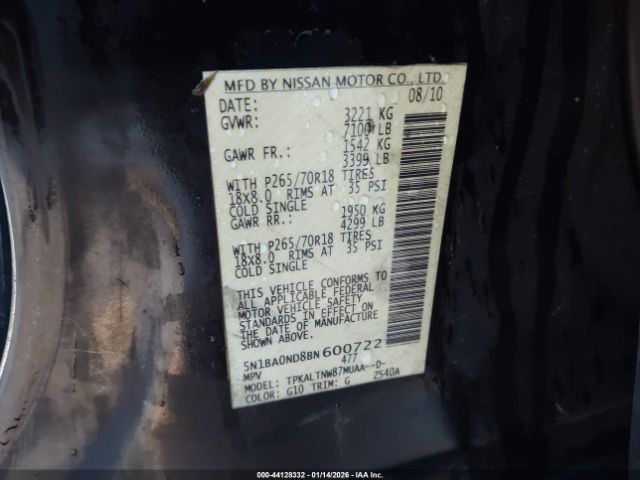 MFD BY NISSAN MOTOR CO., LTD.
DATE: 08/10
GVWR: 3221 KG
7100 LB
GAWR FR.: 1542 KG
3399 LB
WITH P265/70R18 TIRES
18X8.0 RIMS AT 35 PSI
COLD SINGLE
GAWR RR.: 1950 KG
4299 LB
WITH P265/70R18 TIRES
18X8.0 RIMS AT 35 PSI
COLD SINGLE
THIS VEHICLE CONFORMS TO
ALL APPLICABLE FEDERAL
MOTOR VEHICLE SAFETY
STANDARDS IN EFFECT ON
THE DATE OF MANUFACTURE
SHOWN ABOVE.
5N1BA0ND8BN600722
MPV 477
MODEL: TPKALTNW87MUAA--D-
COLOR: G10 TRIM: G ZS40A
000-44128332 - 01/14/2026 - IAAI.COM